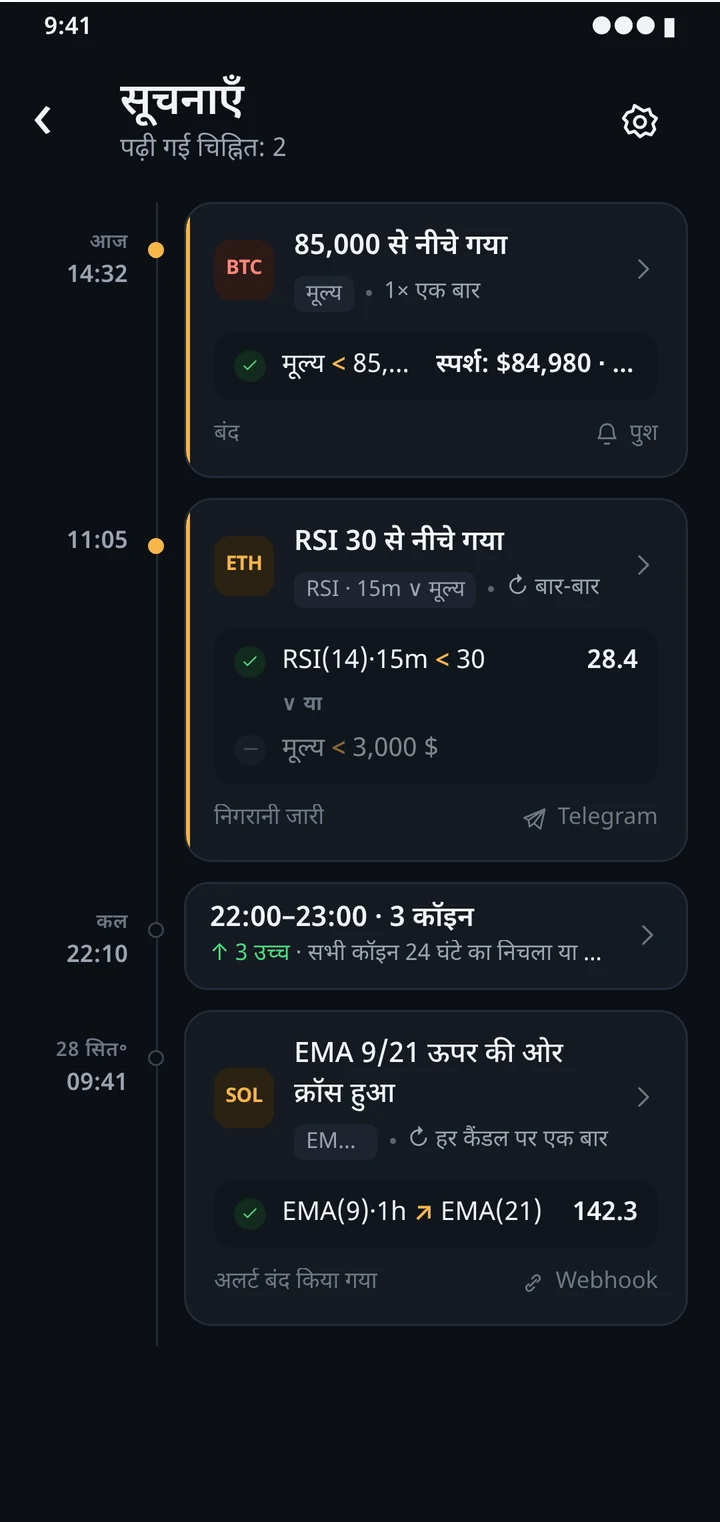 9:41
सूचनाएँ
पढ़ी गई चिह्नित: 2
आज
14:32
BTC
85,000 से नीचे गया
मूल्य • 1× एक बार
मूल्य < 85,... स्पर्श: $84,980 · ...
बंद
पुश
11:05
ETH
RSI 30 से नीचे गया
RSI · 15m ∨ मूल्य • ↻ बार-बार
RSI(14)·15m < 30 28.4
∨ या
मूल्य < 3,000 $
निगरानी जारी
Telegram
कल
22:10
22:00–23:00 · 3 कॉइन
↑ 3 उच्च · सभी कॉइन 24 घंटे का निचला या ...
28 सित॰
09:41
SOL
EMA 9/21 ऊपर की ओर
क्रॉस हुआ
EM... • ↻ हर कैंडल पर एक बार
EMA(9)·1h ↗ EMA(21) 142.3
अलर्ट बंद किया गया
Webhook